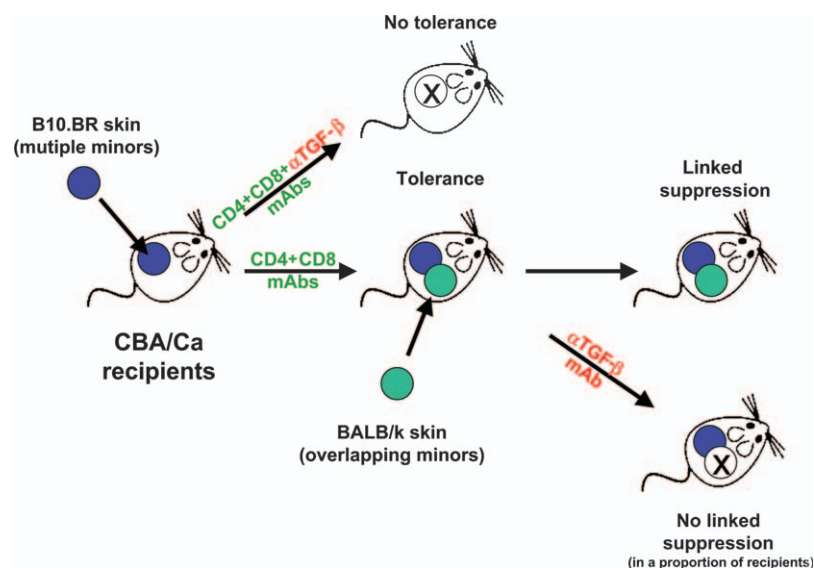 No tolerance
X
B10.BR skin
(mutiple minors)
CD4+CD8+αTGF-β
mAbs
Tolerance
Linked
suppression
CD4+CD8
mAbs
CBA/Ca
recipients
αTGF-β
mAb
BALB/k skin
(overlapping minors)
X
No linked
suppression
(in a proportion of recipients)